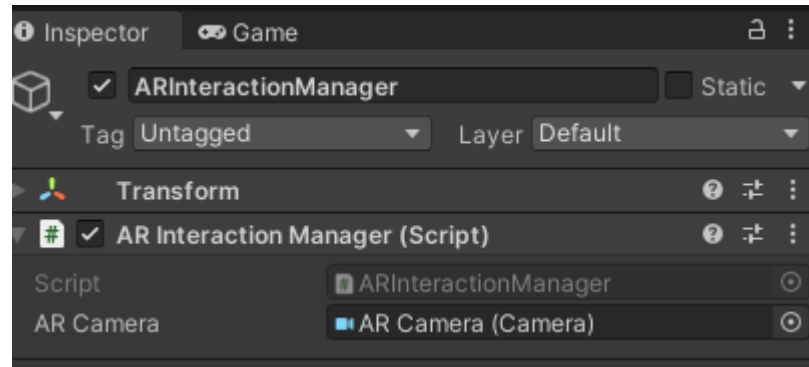 Inspector Game
ARInteractionManager Static
Tag Untagged Layer Default
Transform
# AR Interaction Manager (Script)
Script ARInteractionManager
AR Camera AR Camera (Camera)